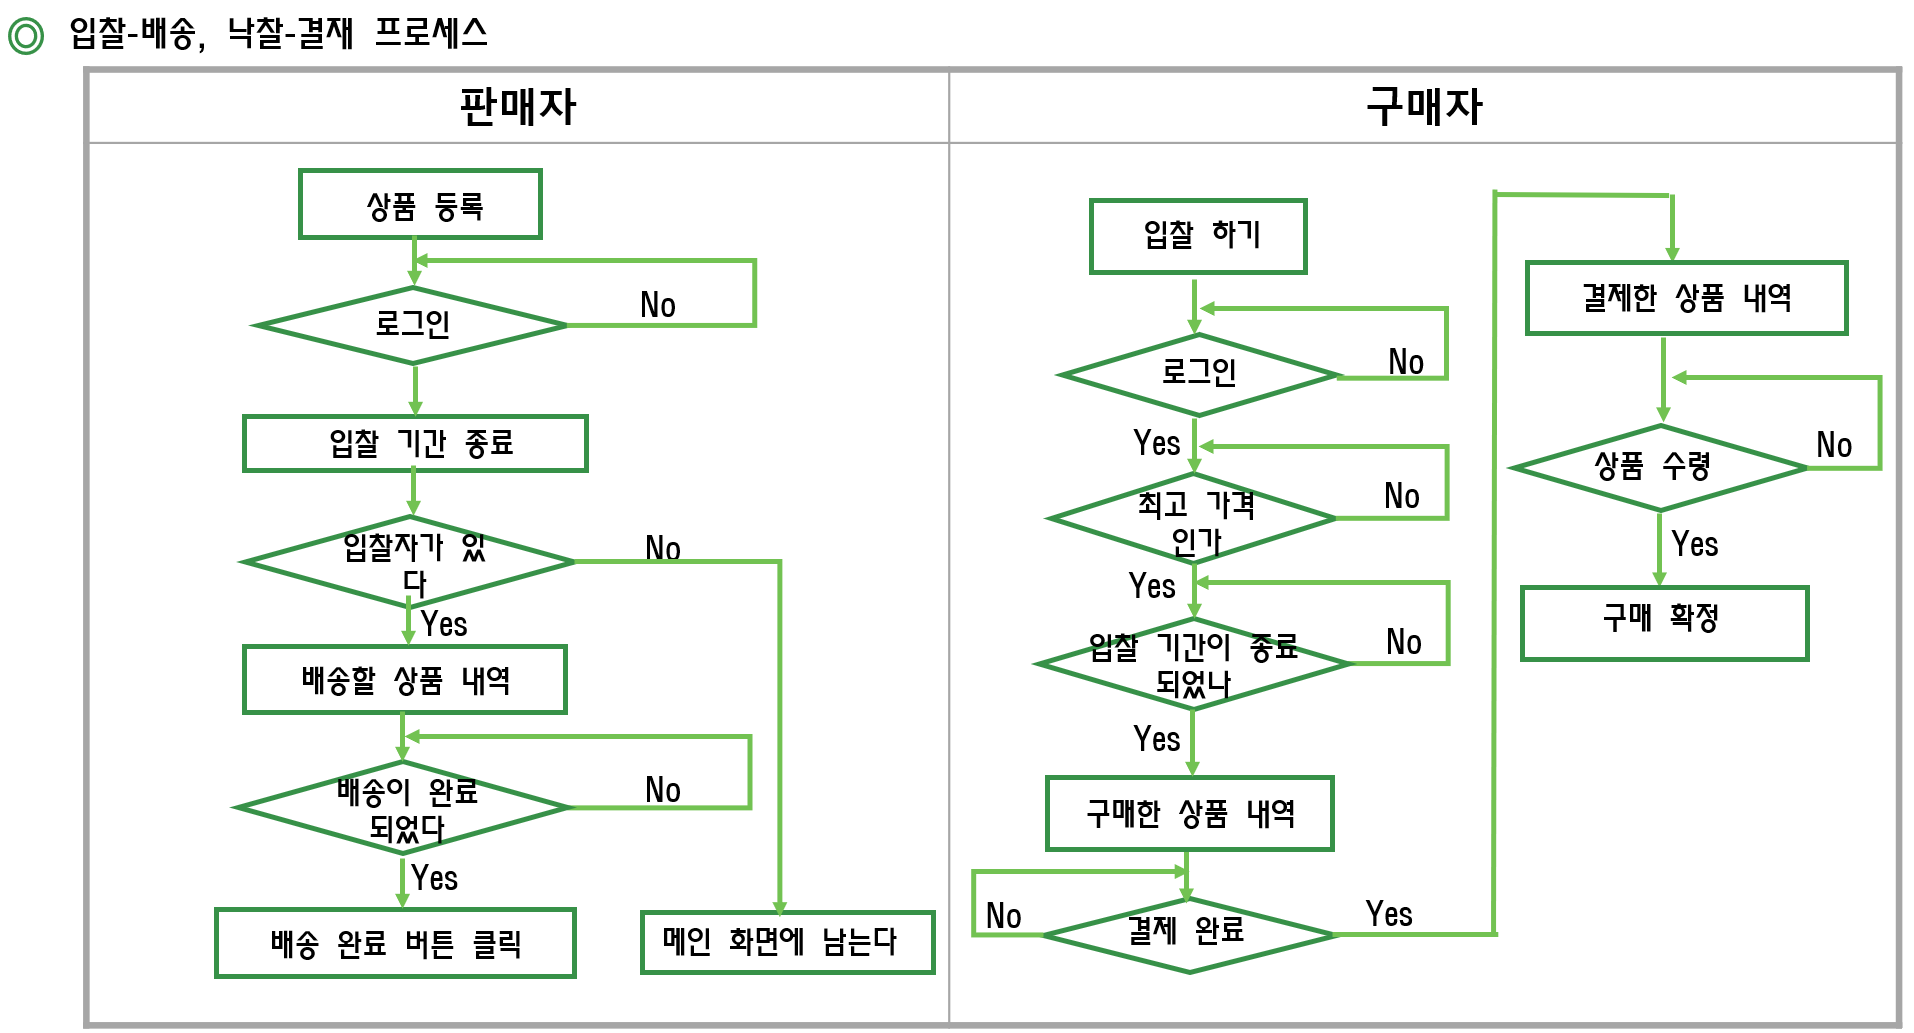 ◎ 입찰-배송, 낙찰-결재 프로세스
판매자
구매자
상품 등록
No
로그인
입찰 기간 종료
입찰자가 있
다
No
Yes
배송할 상품 내역
배송이 완료
되었다
No
Yes
배송 완료 버튼 클릭
메인 화면에 남는다
입찰 하기
로그인
No
Yes
최고 가격
인가
No
Yes
입찰 기간이 종료
되었나
No
Yes
구매한 상품 내역
No
결제 완료
Yes
결제한 상품 내역
No
상품 수령
Yes
구매 확정